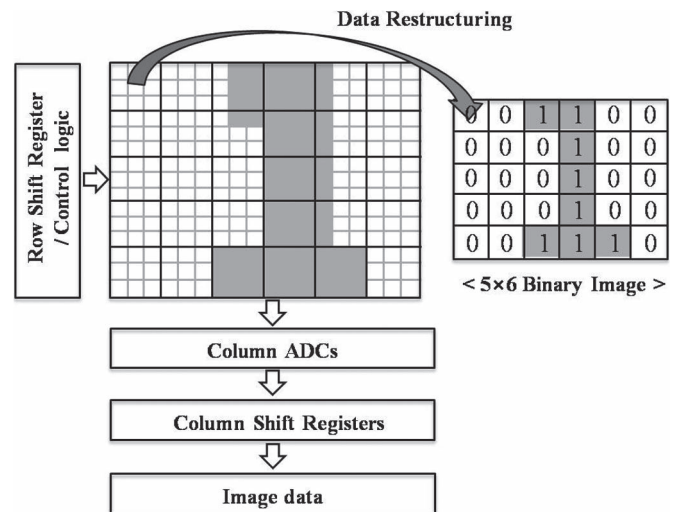 Data Restructuring
Row Shift Register
/ Control logic
0 0 1 1 0 0
0 0 0 1 0 0
0 0 0 1 0 0
0 0 0 1 0 0
0 0 1 1 1 0
< 5×6 Binary Image >
Column ADCs
Column Shift Registers
Image data